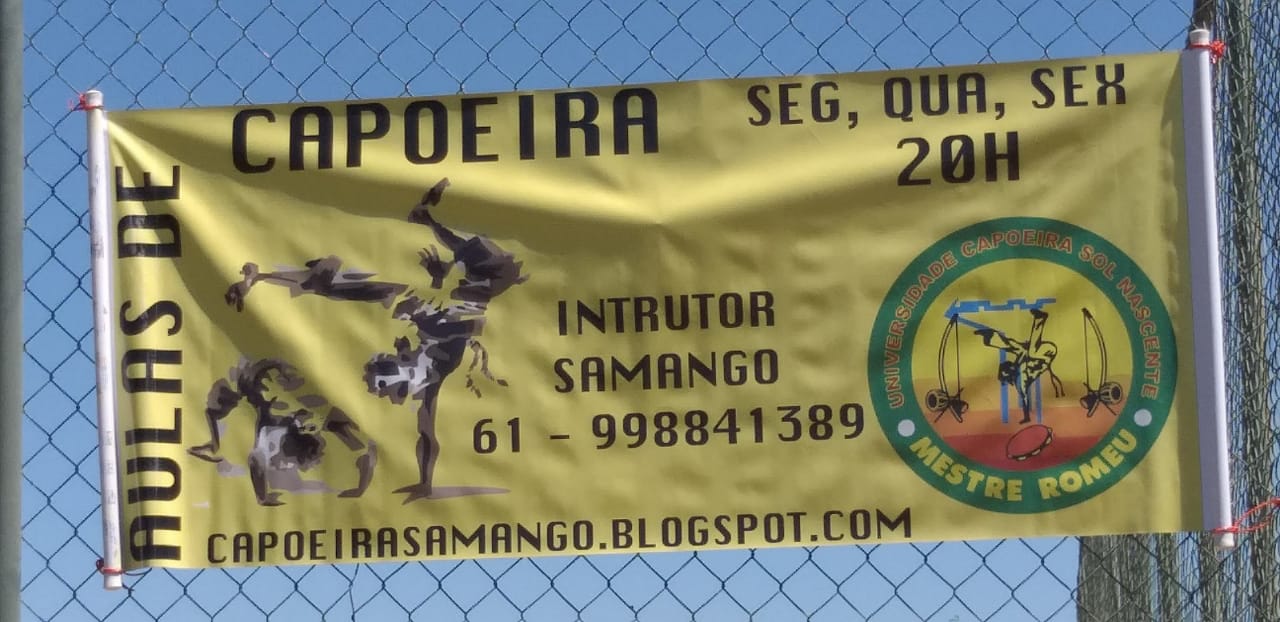 AULAS DE
CAPOEIRA
SEG, QUA, SEX
20H
INTRUTOR
SAMANGO
61 - 998841389
CAPOEIRASAMANGO.BLOGSPOT.COM
UNIVERSIDADE CAPOEIRA SOL NASCENTE
MESTRE ROMEU